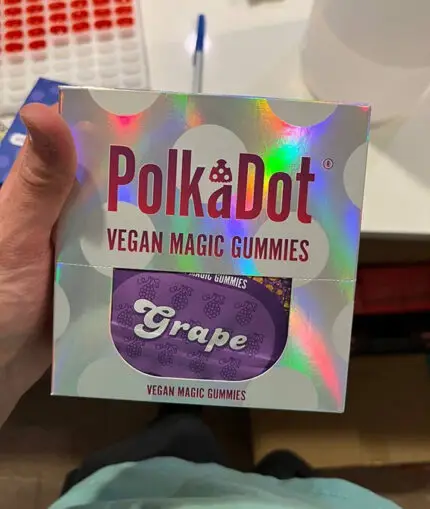 PolkaDot®
VEGAN MAGIC GUMMIES
MAGIC GUMMIES
Grape
VEGAN MAGIC GUMMIES